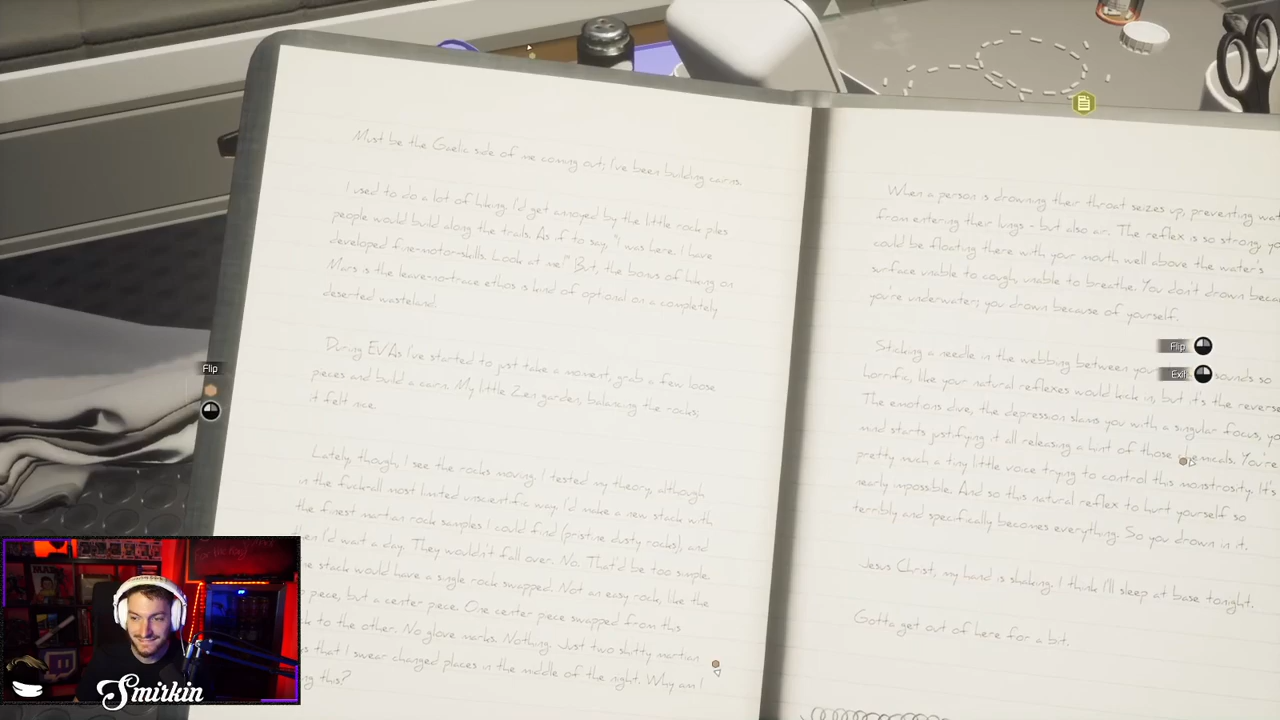 Must be the Gaelic side of me coming out; I've been building cairns.
I used to do a lot of hiking. I'd get annoyed by the little rock piles
people would build along the trails. As if to say, "I was here. I have
developed fine-motor-skills. Look at me!" But, the bonus of hiking on
Mars is the leave-no-trace ethos is kind of optional on a completely
deserted wasteland.
During EVAs I've started to just take a moment, grab a few loose
pieces and build a cairn. My little Zen garden, balancing the rocks;
it felt nice.
Lately, though, I see the rocks moving. I tested my theory, although
in the fuck-all most limited unscientific way. I'd make a new stack with
the finest martian rock samples I could find (pristine dusty rocks), and
then I'd wait a day. They wouldn't fall over. No. That'd be too simple
stack would have a single rock swapped. Not an easy rock, like the
piece, but a center piece. One center piece swapped from this
to the other. No glove marks. Nothing. Just two shitty martian
that I swear changed places in the middle of the night. Why am I
this?
When a person is drowning their throat seizes up, preventing
from entering their lungs - but also air. The reflex is so strong
could be floating there with your mouth well above the water's
surface unable to cough, unable to breathe. You don't drown
you're underwater; you drown because of yourself.
Sticking a needle in the webbing between sounds so
horrific, like your natural reflexes would kick in, but it's the
The emotions dive, the depression slams you with a singular focus,
mind starts justifying it all releasing a hint of those chemicals. You're
pretty much a tiny little voice trying to control this monstrosity. It's
nearly impossible. And so this natural reflex to hurt yourself so
terribly and specifically becomes everything. So you drown in it.
Jesus Christ, my hand is shaking. I think I'll sleep at base tonight.
Gotta get out of here for a bit.
Flip
Flip
Exit
Smirkin